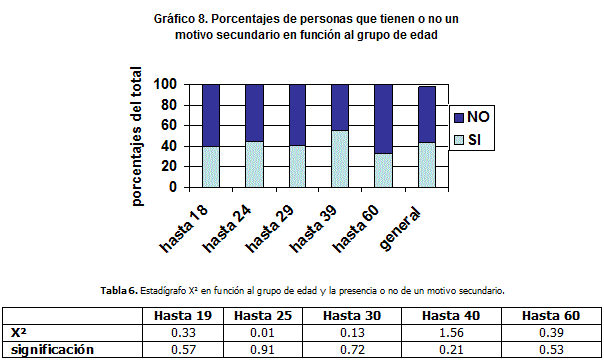 Gráfico 8. Porcentajes de personas que tienen o no un
motivo secundario en función al grupo de edad
porcentajes del total
100
80
60
40
20
0
hasta 18
hasta 24
hasta 29
hasta 39
hasta 60
general
NO
SI
Tabla 6. Estadígrafo X² en función al grupo de edad y la presencia o no de un motivo secundario.
Hasta 19 Hasta 25 Hasta 30 Hasta 40 Hasta 60
X² 0.33 0.01 0.13 1.56 0.39
significación 0.57 0.91 0.72 0.21 0.53